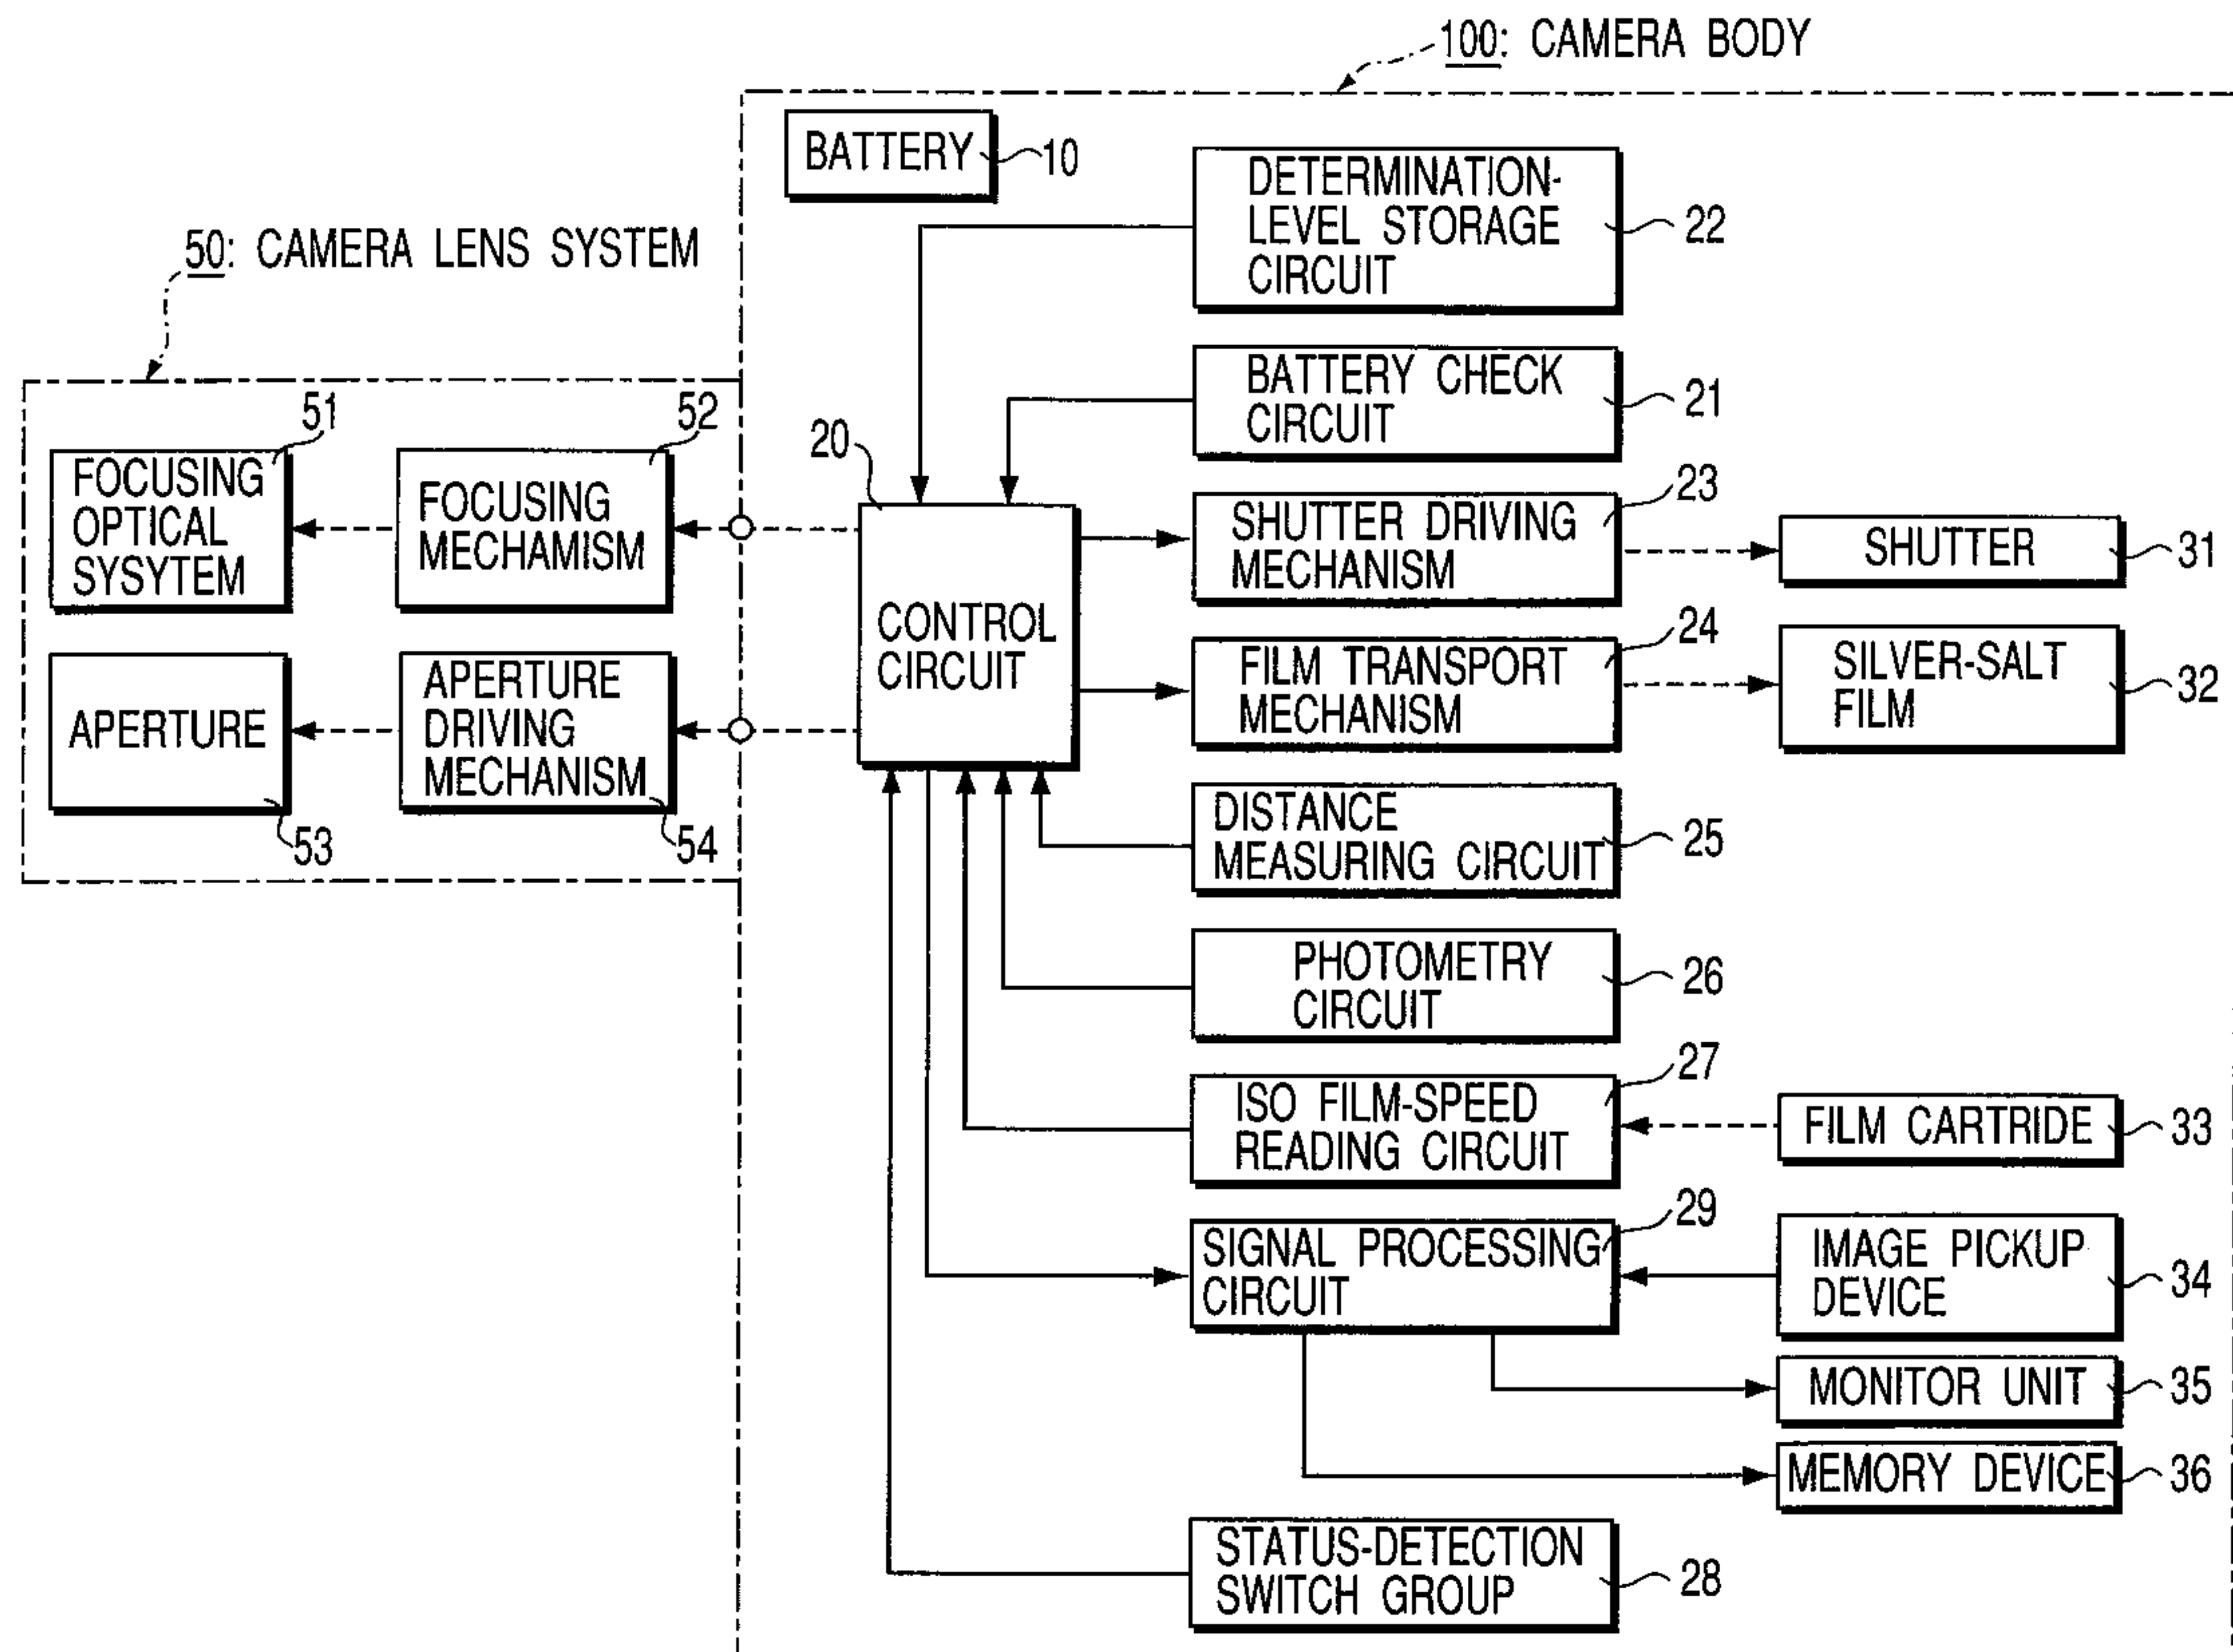 100: CAMERA BODY
BATTERY
10
DETERMINATION-
LEVEL STORAGE
CIRCUIT
22
50: CAMERA LENS SYSTEM
BATTERY CHECK
CIRCUIT
21
51
FOCUSING
OPTICAL
SYSYTEM
52
FOCUSING
MECHAMISM
20
CONTROL
CIRCUIT
23
SHUTTER DRIVING
MECHANISM
SHUTTER
31
24
FILM TRANSPORT
MECHANISM
SILVER-SALT
FILM
32
APERTURE
53
APERTURE
DRIVING
MECHANISM
54
DISTANCE
MEASURING CIRCUIT
25
PHOTOMETRY
CIRCUIT
26
27
ISO FILM-SPEED
READING CIRCUIT
FILM CARTRIDE
33
29
SIGNAL PROCESSING
CIRCUIT
IMAGE PICKUP
DEVICE
34
MONITOR UNIT
35
MEMORY DEVICE
36
STATUS-DETECTION
SWITCH GROUP
28